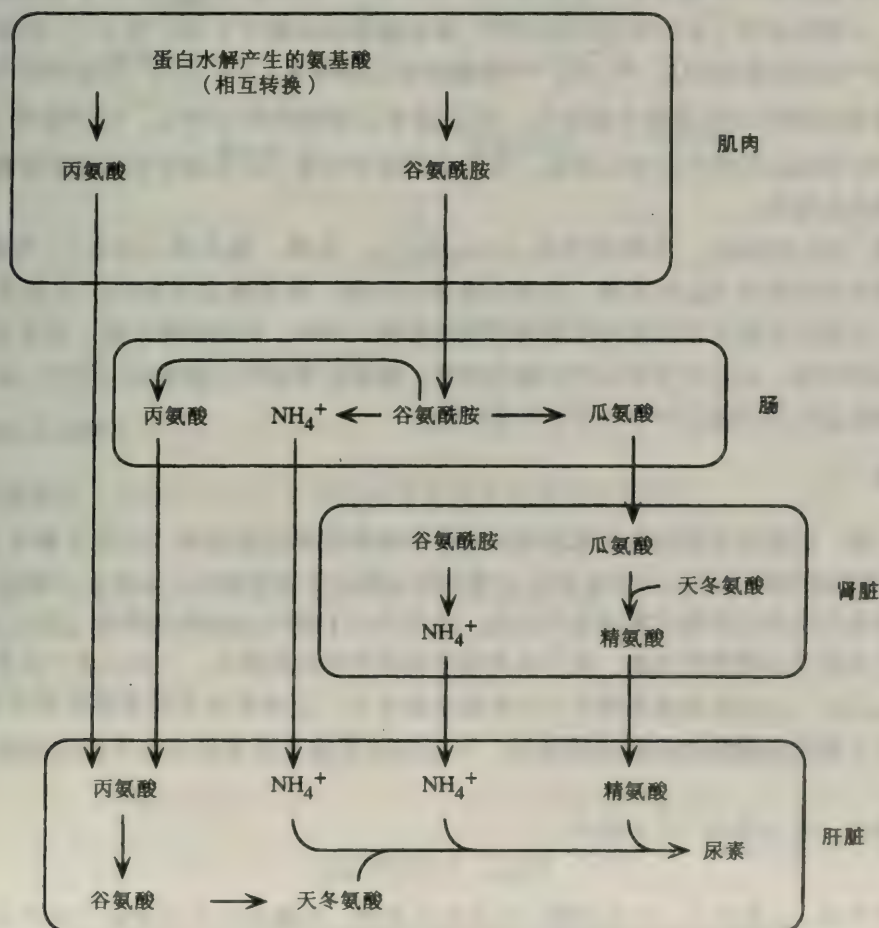 蛋白水解产生的氨基酸
(相互转换)
丙氨酸
谷氨酰胺
肌肉
丙氨酸
NH₄⁺
谷氨酰胺
瓜氨酸
肠
谷氨酰胺
瓜氨酸
天冬氨酸
肾脏
NH₄⁺
精氨酸
丙氨酸
NH₄⁺
NH₄⁺
精氨酸
尿素
肝脏
谷氨酸
天冬氨酸